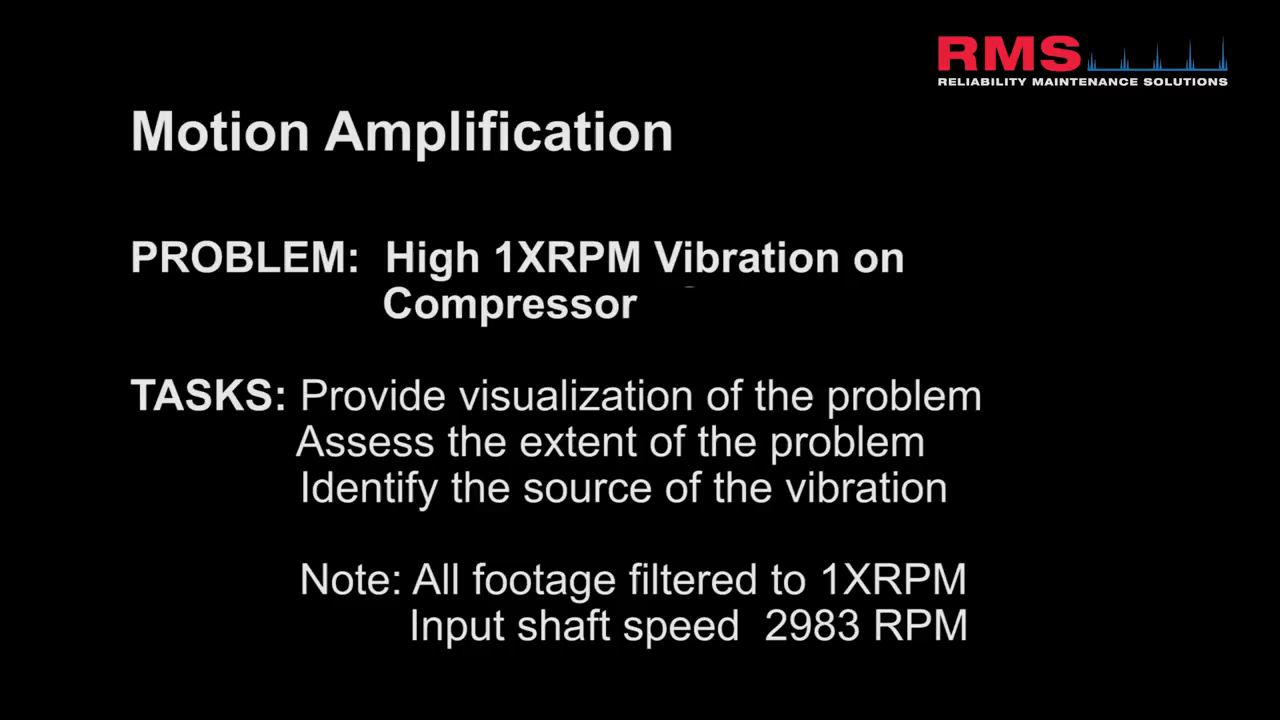 RMS
RELIABILITY MAINTENANCE SOLUTIONS
Motion Amplification
PROBLEM: High 1XRPM Vibration on
Compressor
TASKS: Provide visualization of the problem
Assess the extent of the problem
Identify the source of the vibration
Note: All footage filtered to 1XRPM
Input shaft speed 2983 RPM